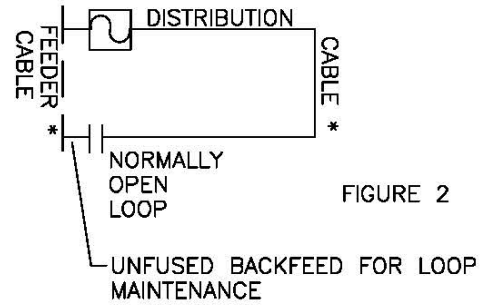 DISTRIBUTION
FEEDER
CABLE
*
CABLE *
NORMALLY
OPEN
LOOP
FIGURE 2
UNFUSED BACKFEED FOR LOOP
MAINTENANCE